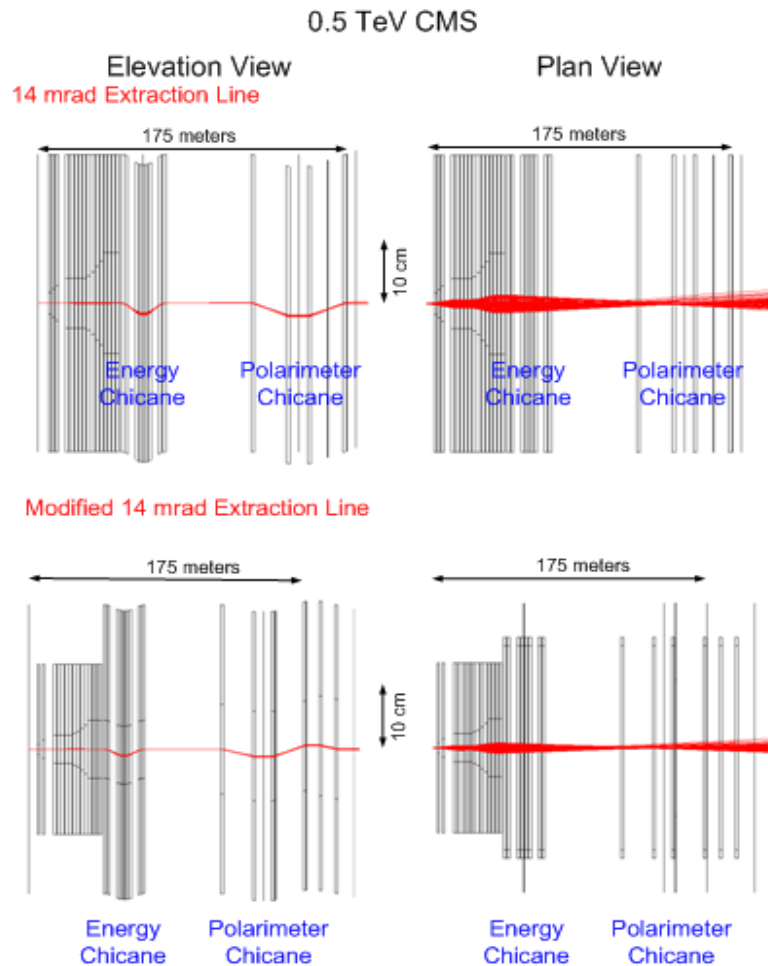 0.5 TeV CMS
Elevation View
Plan View
14 mrad Extraction Line
175 meters
175 meters
10 cm
Energy
Chicane
Polarimeter
Chicane
Energy
Chicane
Polarimeter
Chicane
Modified 14 mrad Extraction Line
175 meters
175 meters
10 cm
Energy
Chicane
Polarimeter
Chicane
Energy
Chicane
Polarimeter
Chicane